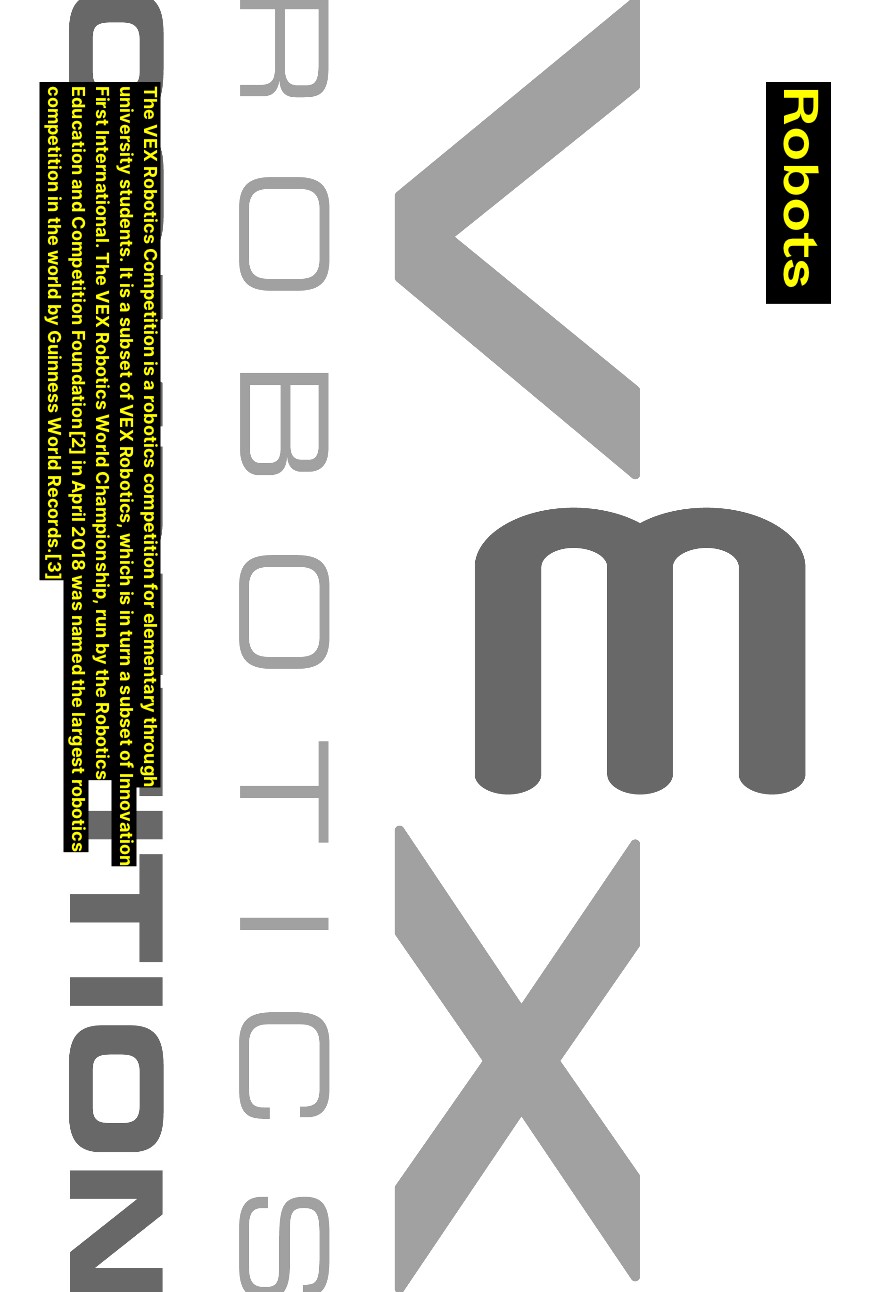 Robots
VEX
ROBOTICS
The VEX Robotics Competition is a robotics competition for elementary through
university students. It is a subset of VEX Robotics, which is in turn a subset of Innovation
First International. The VEX Robotics World Championship, run by the Robotics
Education and Competition Foundation[2] in April 2018 was named the largest robotics
competition in the world by Guinness World Records.[3]